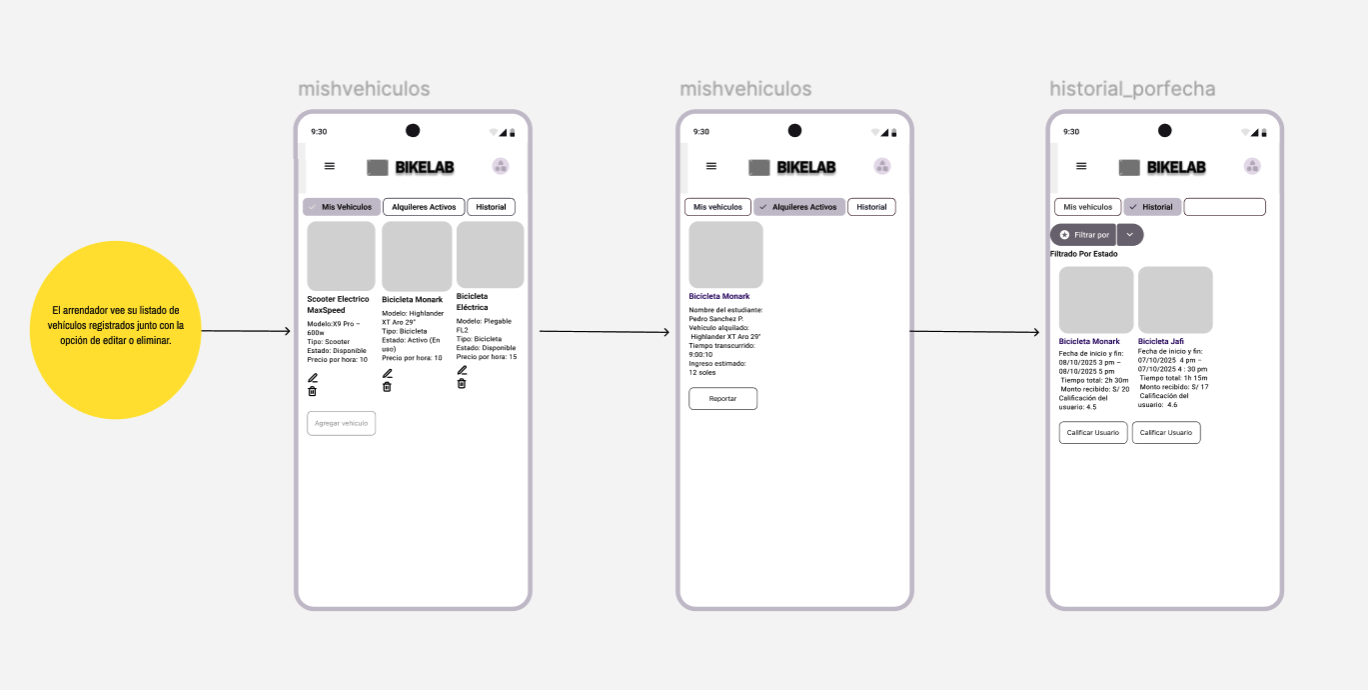 mishvehiculos
mishvehiculos
historial_porfecha
El arrendador vee su listado de
vehículos registrados junto con la
opción de editar o eliminar.
9:30
BIKELAB
Mis Vehiculos
Alquileres Activos
Historial
Scooter Electrico
MaxSpeed
Modelo:X9 Pro –
600w
Tipo: Scooter
Estado: Disponible
Precio por hora: 10
Bicicleta Monark
Modelo: Highlander
XT Aro 29"
Tipo: Bicicleta
Estado: Activo (En
uso)
Precio por hora: 10
Bicicleta
Eléctrica
Modelo: Plegable
FL2
Tipo: Bicicleta
Estado: Disponible
Precio por hora: 15
Agregar vehiculo
9:30
BIKELAB
Mis vehiculos
Alquileres Activos
Historial
Bicicleta Monark
Nombre del estudiante:
Pedro Sanchez P.
Vehiculo alquilado:
Highlander XT Aro 29"
Tiempo transcurrido:
9:00:10
Ingreso estimado:
12 soles
Reportar
9:30
BIKELAB
Mis vehiculos
Historial
Filtrar por
Filtrado Por Estado
Bicicleta Monark
Fecha de inicio y fin:
08/10/2025 3 pm –
08/10/2025 5 pm
Tiempo total: 2h 30m
Monto recibido: S/ 20
Calificación del
usuario: 4.5
Calificar Usuario
Bicicleta Jafi
Fecha de inicio y fin:
07/10/2025 4 pm –
07/10/2025 4 : 30 pm
Tiempo total: 1h 15m
Monto recibido: S/ 17
Calificación del
usuario: 4.6
Calificar Usuario